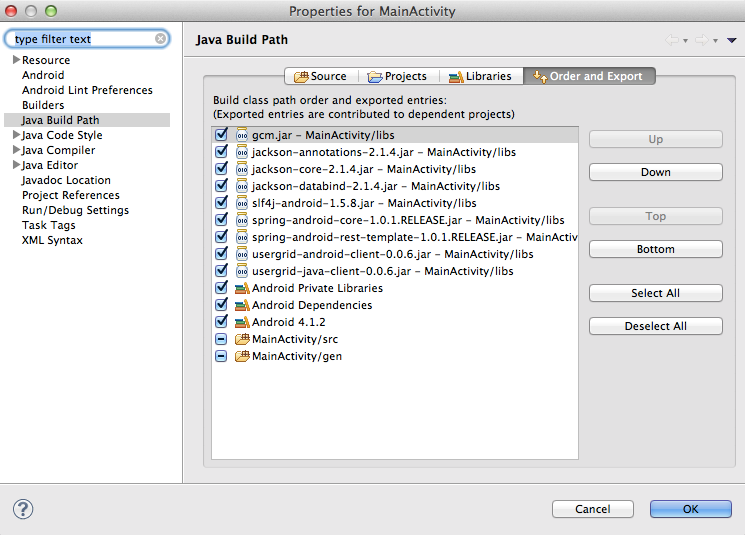 Properties for MainActivity
type filter text
Resource
Android
Android Lint Preferences
Builders
Java Build Path
Java Code Style
Java Compiler
Java Editor
Javadoc Location
Project References
Run/Debug Settings
Task Tags
XML Syntax
Java Build Path
Source
Projects
Libraries
Order and Export
Build class path order and exported entries:
(Exported entries are contributed to dependent projects)
gcm.jar - MainActivity/libs
jackson-annotations-2.1.4.jar - MainActivity/libs
jackson-core-2.1.4.jar - MainActivity/libs
jackson-databind-2.1.4.jar - MainActivity/libs
slf4j-android-1.5.8.jar - MainActivity/libs
spring-android-core-1.0.1.RELEASE.jar - MainActivity/libs
spring-android-rest-template-1.0.1.RELEASE.jar - MainActiv
usergrid-android-client-0.0.6.jar - MainActivity/libs
usergrid-java-client-0.0.6.jar - MainActivity/libs
Android Private Libraries
Android Dependencies
Android 4.1.2
MainActivity/src
MainActivity/gen
Up
Down
Top
Bottom
Select All
Deselect All
?
Cancel
OK